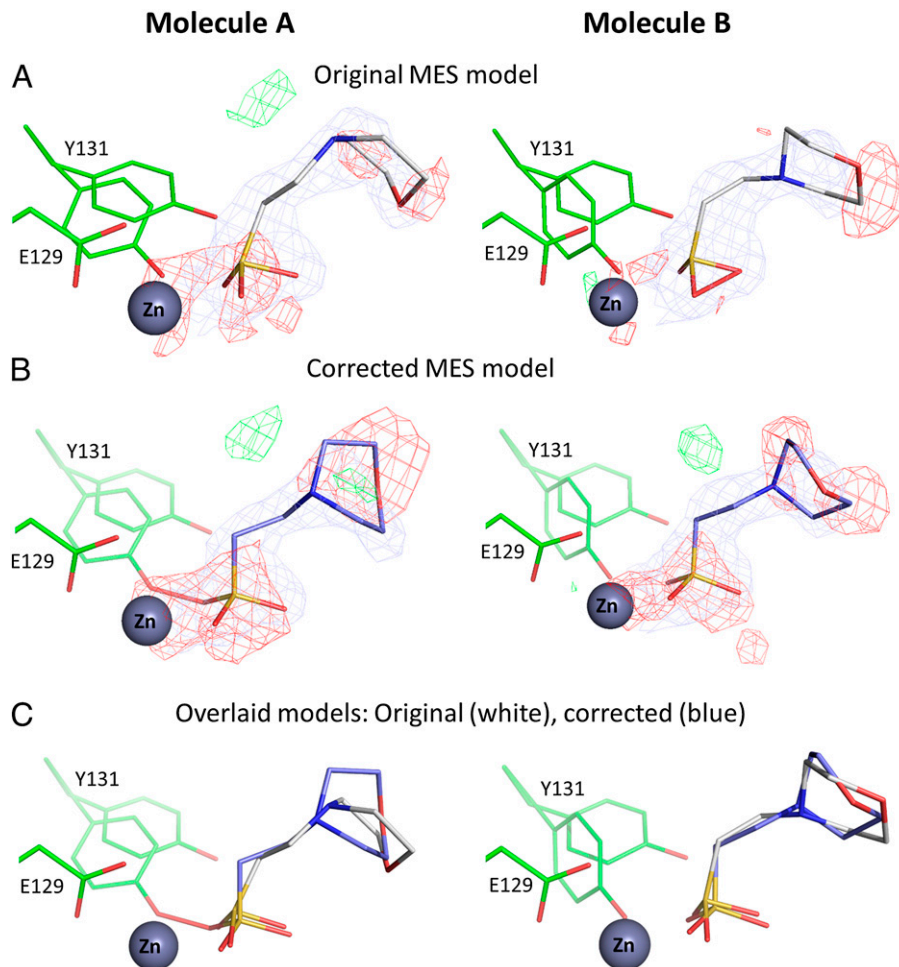 Molecule A
Molecule B
A
Original MES model
Y131
E129
Zn
Y131
E129
Zn
B
Corrected MES model
Y131
E129
Zn
Y131
E129
Zn
C
Overlaid models: Original (white), corrected (blue)
Y131
E129
Zn
Y131
E129
Zn